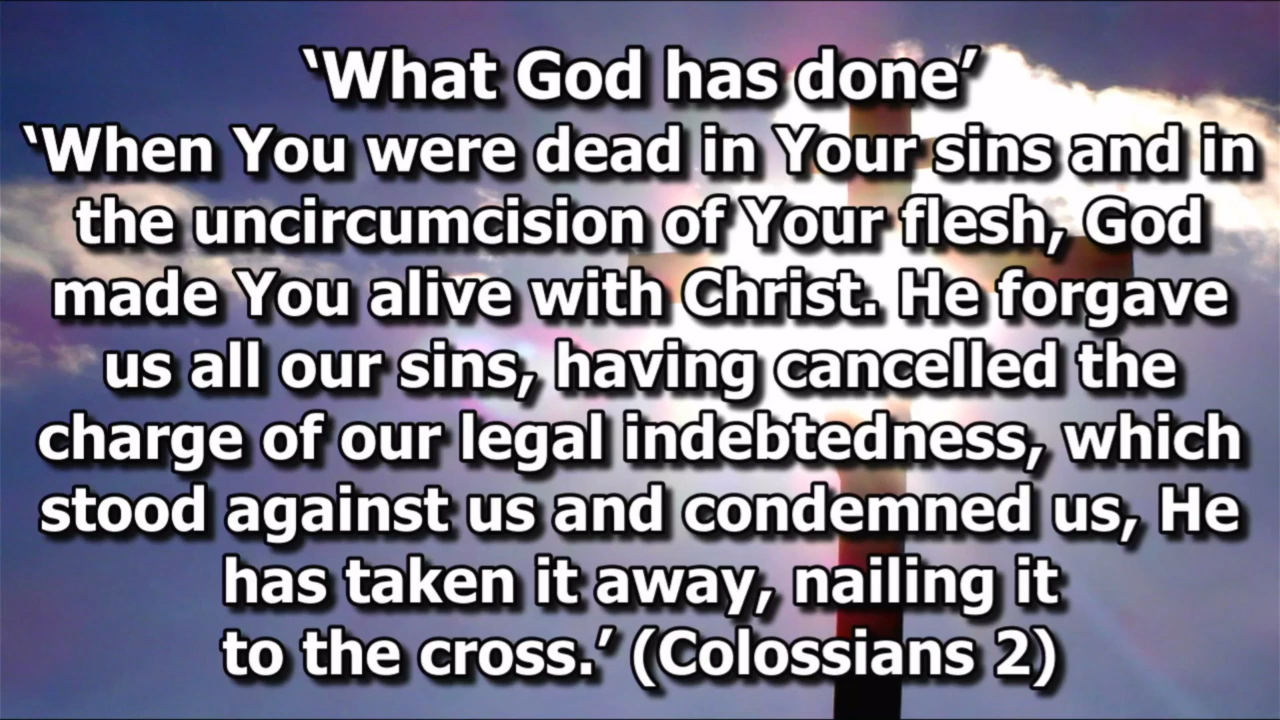 ‘What God has done’
‘When You were dead in Your sins and in
the uncircumcision of Your flesh, God
made You alive with Christ. He forgave
us all our sins, having cancelled the
charge of our legal indebtedness, which
stood against us and condemned us, He
has taken it away, nailing it
to the cross.’ (Colossians 2)